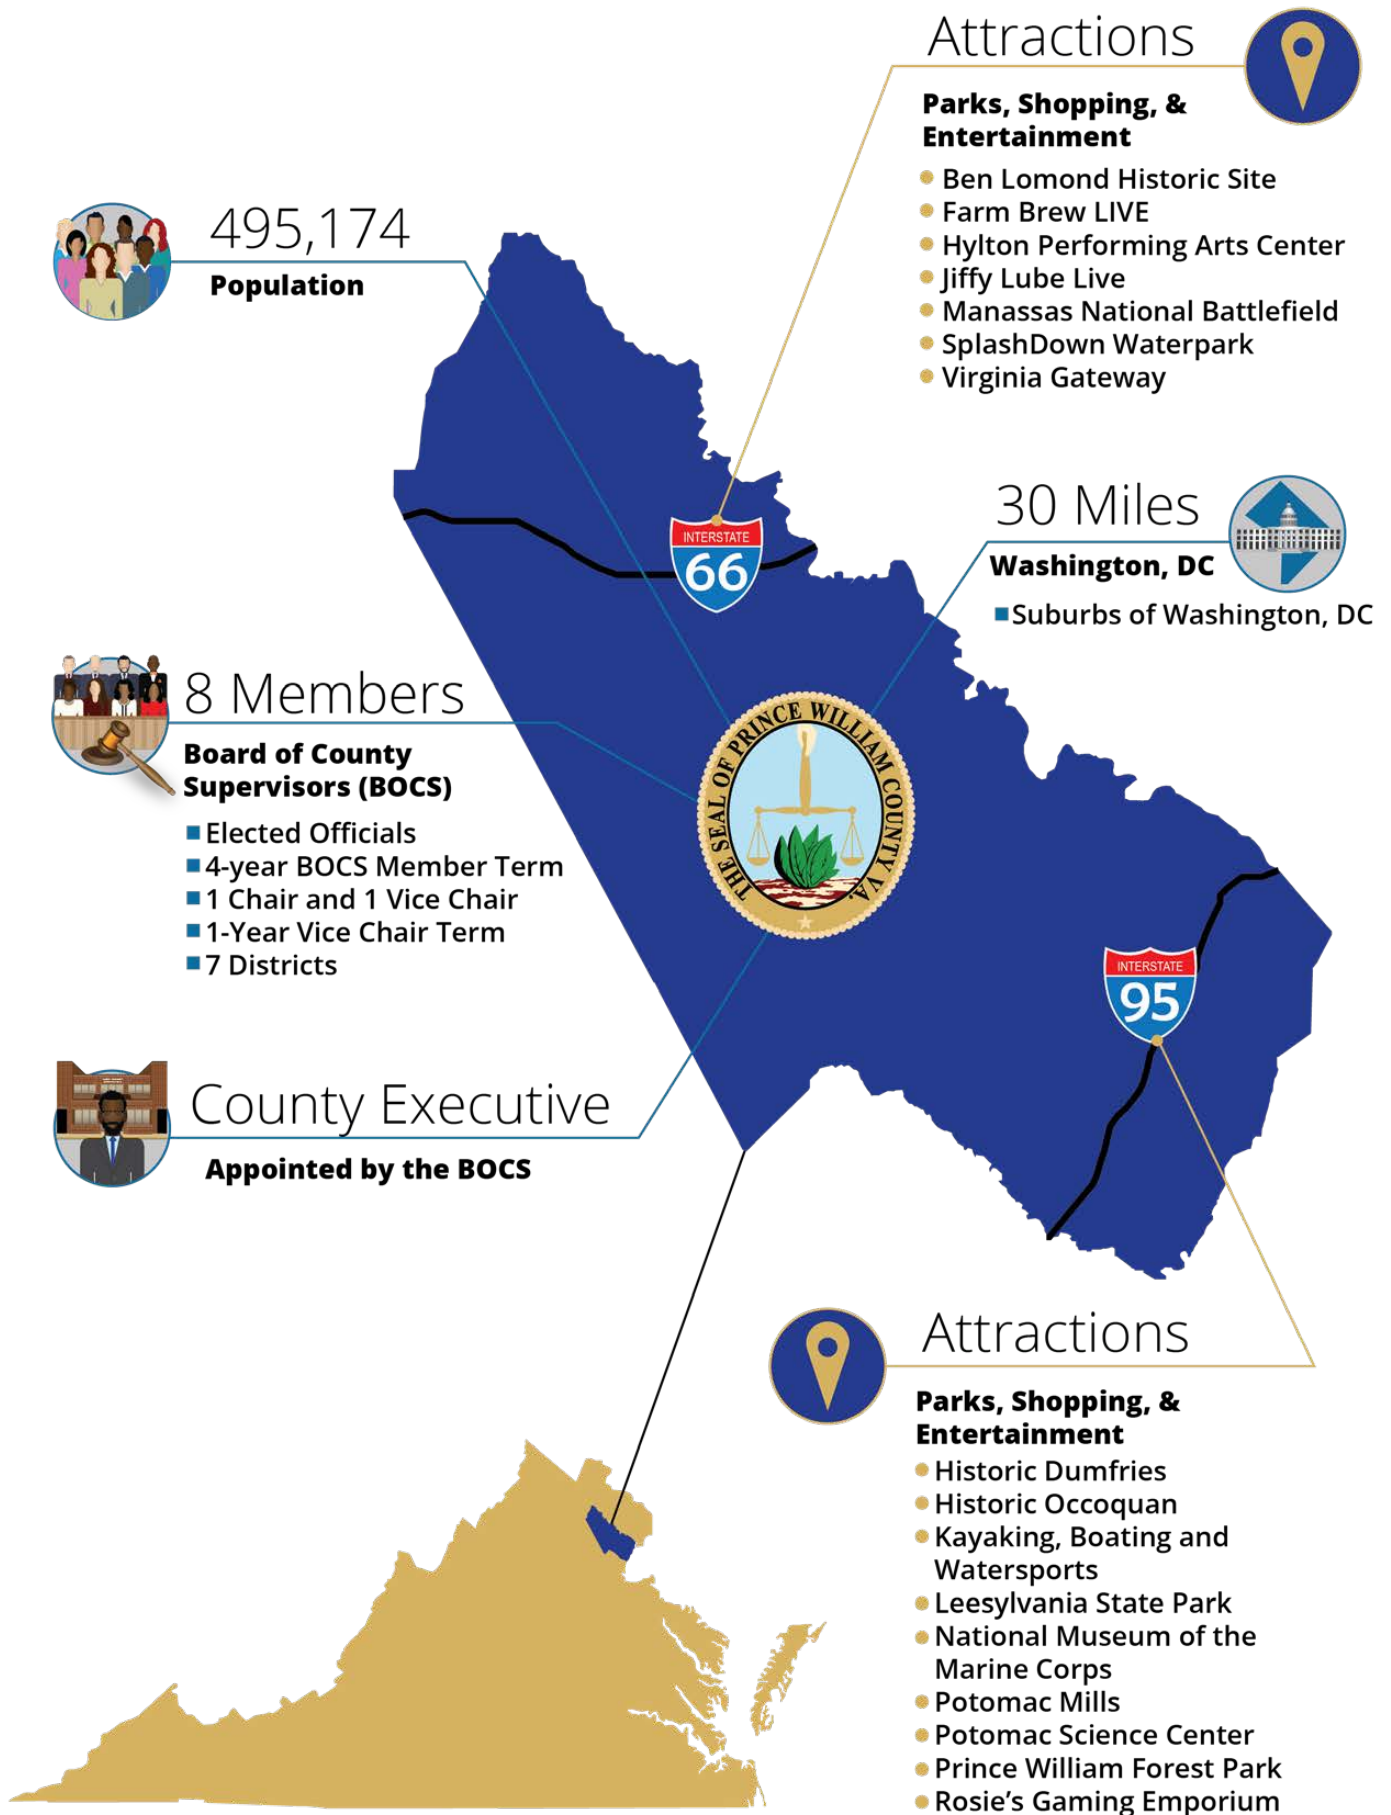 Attractions
Parks, Shopping, &
Entertainment
Ben Lomond Historic Site
Farm Brew LIVE
Hylton Performing Arts Center
Jiffy Lube Live
Manassas National Battlefield
SplashDown Waterpark
Virginia Gateway
495,174
Population
30 Miles
Washington, DC
Suburbs of Washington, DC
INTERSTATE
66
8 Members
Board of County
Supervisors (BOCS)
Elected Officials
4-year BOCS Member Term
1 Chair and 1 Vice Chair
1-Year Vice Chair Term
7 Districts
THE SEAL OF PRINCE WILLIAM COUNTY VA.
INTERSTATE
95
County Executive
Appointed by the BOCS
Attractions
Parks, Shopping, &
Entertainment
Historic Dumfries
Historic Occoquan
Kayaking, Boating and
Watersports
Leesylvania State Park
National Museum of the
Marine Corps
Potomac Mills
Potomac Science Center
Prince William Forest Park
Rosie's Gaming Emporium